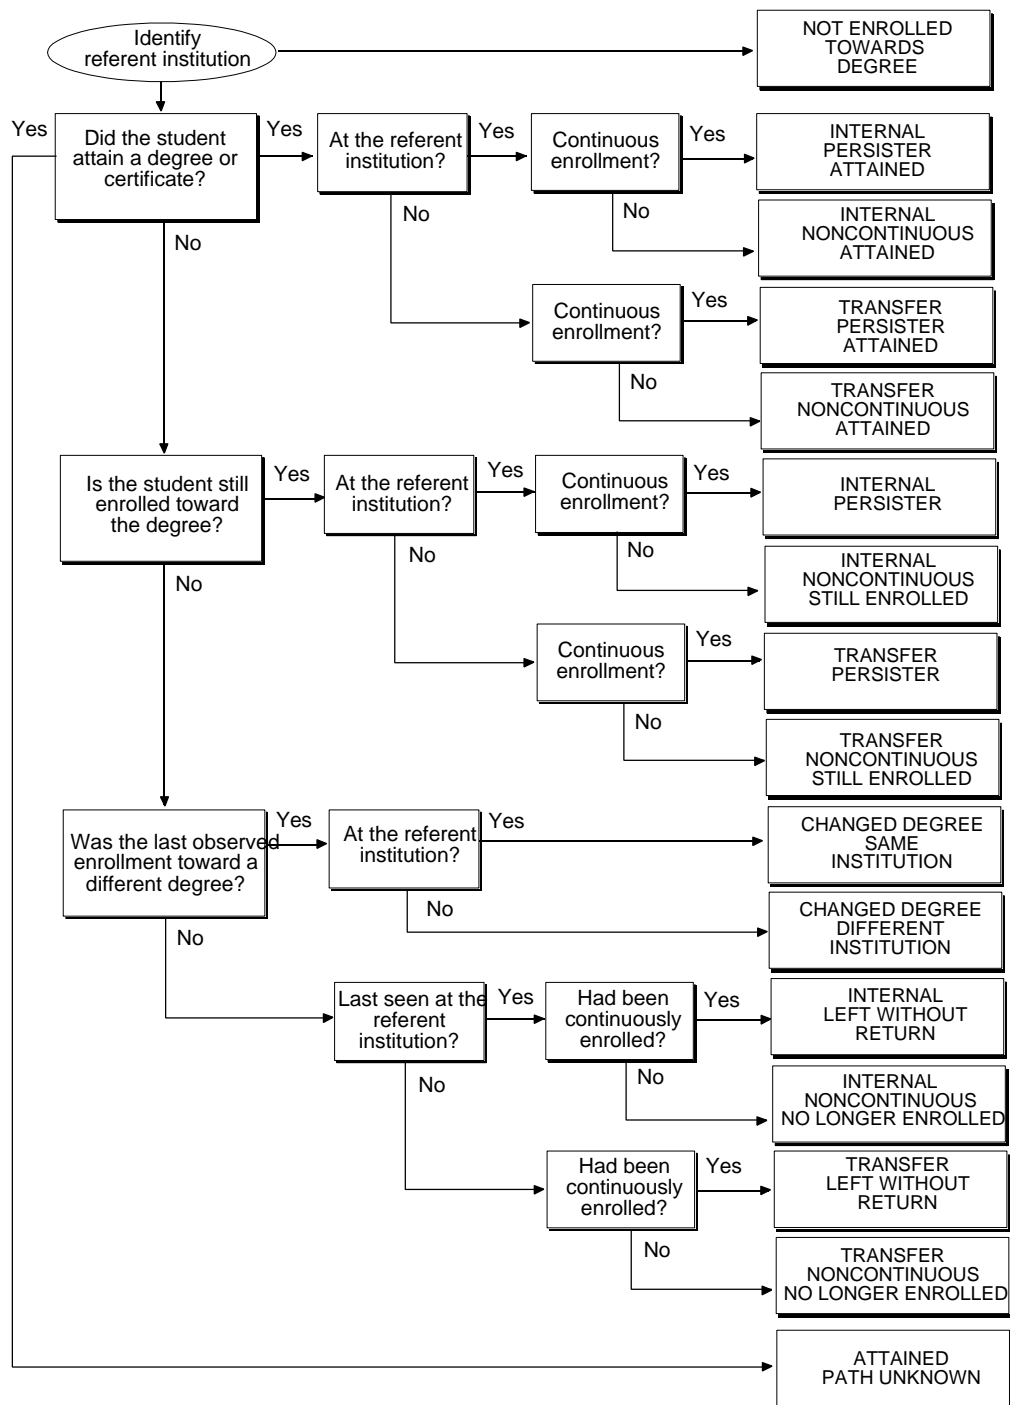 Identify
referent institution
NOT ENROLLED
TOWARDS
DEGREE
Yes
Did the student
attain a degree or
certificate?
Yes
At the referent
institution?
Yes
Continuous
enrollment?
Yes
INTERNAL
PERSISTER
ATTAINED
No
No
No
INTERNAL
NONCONTINUOUS
ATTAINED
Continuous
enrollment?
Yes
TRANSFER
PERSISTER
ATTAINED
No
TRANSFER
NONCONTINUOUS
ATTAINED
Is the student still
enrolled toward
the degree?
Yes
At the referent
institution?
Yes
Continuous
enrollment?
Yes
INTERNAL
PERSISTER
No
No
No
INTERNAL
NONCONTINUOUS
STILL ENROLLED
Continuous
enrollment?
Yes
TRANSFER
PERSISTER
No
TRANSFER
NONCONTINUOUS
STILL ENROLLED
Was the last observed
enrollment toward a
different degree?
Yes
At the referent
institution?
Yes
CHANGED DEGREE
SAME
INSTITUTION
No
No
CHANGED DEGREE
DIFFERENT
INSTITUTION
Last seen at the
referent
institution?
Yes
Had been
continuously
enrolled?
Yes
INTERNAL
LEFT WITHOUT
RETURN
No
No
INTERNAL
NONCONTINUOUS
NO LONGER ENROLLED
Had been
continuously
enrolled?
Yes
TRANSFER
LEFT WITHOUT
RETURN
No
TRANSFER
NONCONTINUOUS
NO LONGER ENROLLED
ATTAINED
PATH UNKNOWN